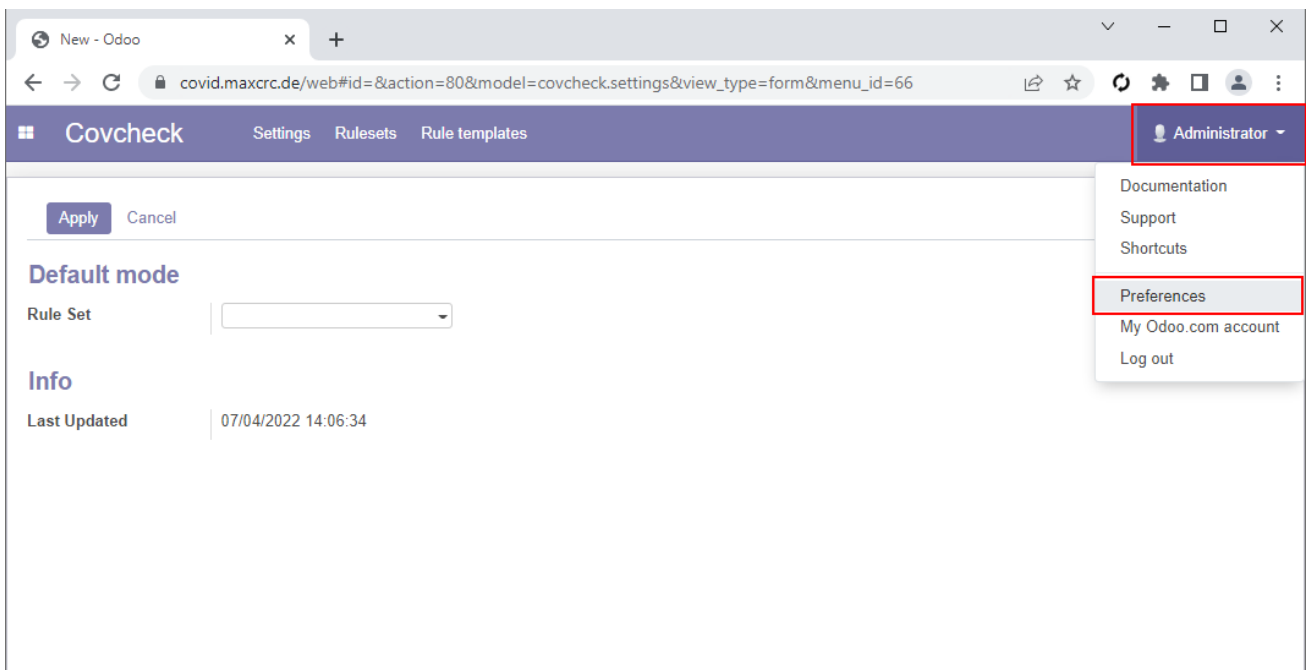 New - Odoo
covid.maxcrc.de/web#id=&action=80&model=covcheck.settings&view_type=form&menu_id=66
Covcheck Settings Rulesets Rule templates Administrator
Documentation
Apply Cancel
Support
Shortcuts
Default mode
Preferences
Rule Set
My Odoo.com account
Log out
Info
Last Updated 07/04/2022 14:06:34